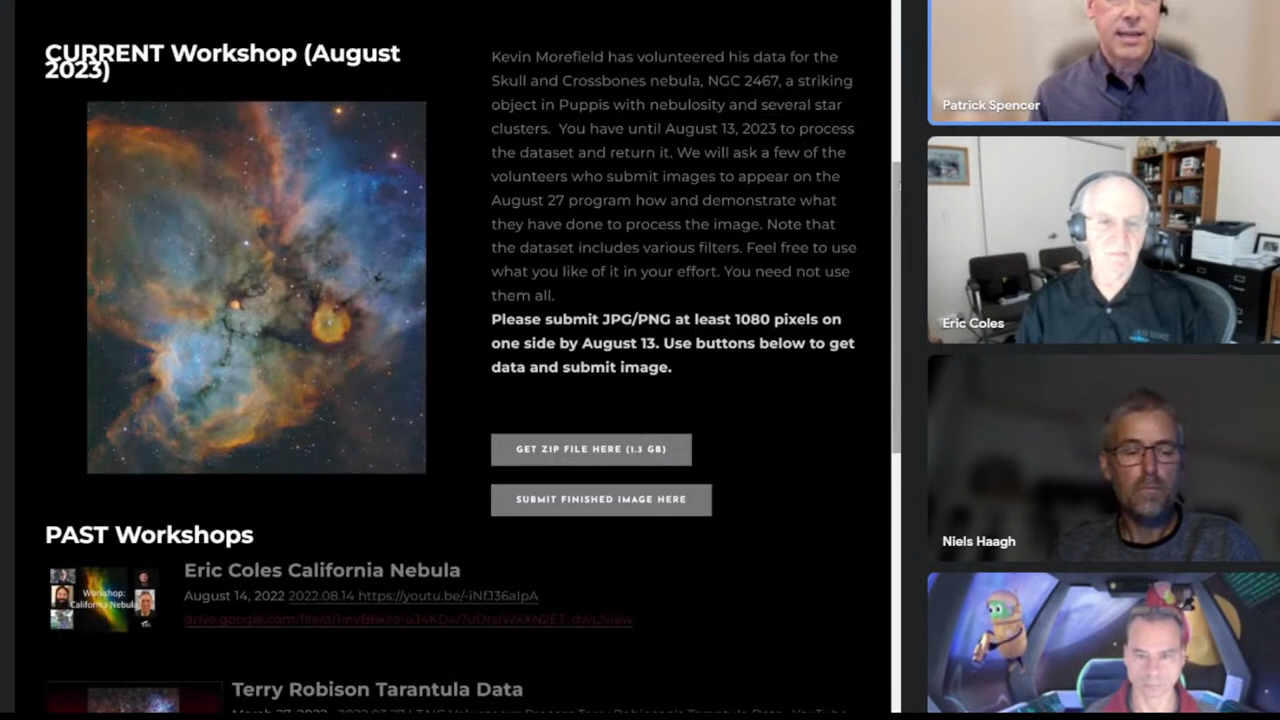 CURRENT Workshop (August
2023)
Kevin Morefield has volunteered his data for the
Skull and Crossbones nebula, NGC 2467, a striking
object in Puppis with nebulosity and several star
clusters. You have until August 13, 2023 to process
the dataset and return it. We will ask a few of the
volunteers who submit images to appear on the
August 27 program how and demonstrate what
they have done to process the image. Note that
the dataset includes various filters. Feel free to use
what you like of it in your effort. You need not use
them all.
Please submit JPG/PNG at least 1080 pixels on
one side by August 13. Use buttons below to get
data and submit image.
GET ZIP FILE HERE (1.3 GB)
SUBMIT FINISHED IMAGE HERE
PAST Workshops
Workshop:
California Nebula
Eric Coles California Nebula
August 14, 2022 2022.08.14 https://youtu.be/-iNfJ36aIpA
Terry Robison Tarantula Data
Patrick Spencer
Eric Coles
Niels Haagh